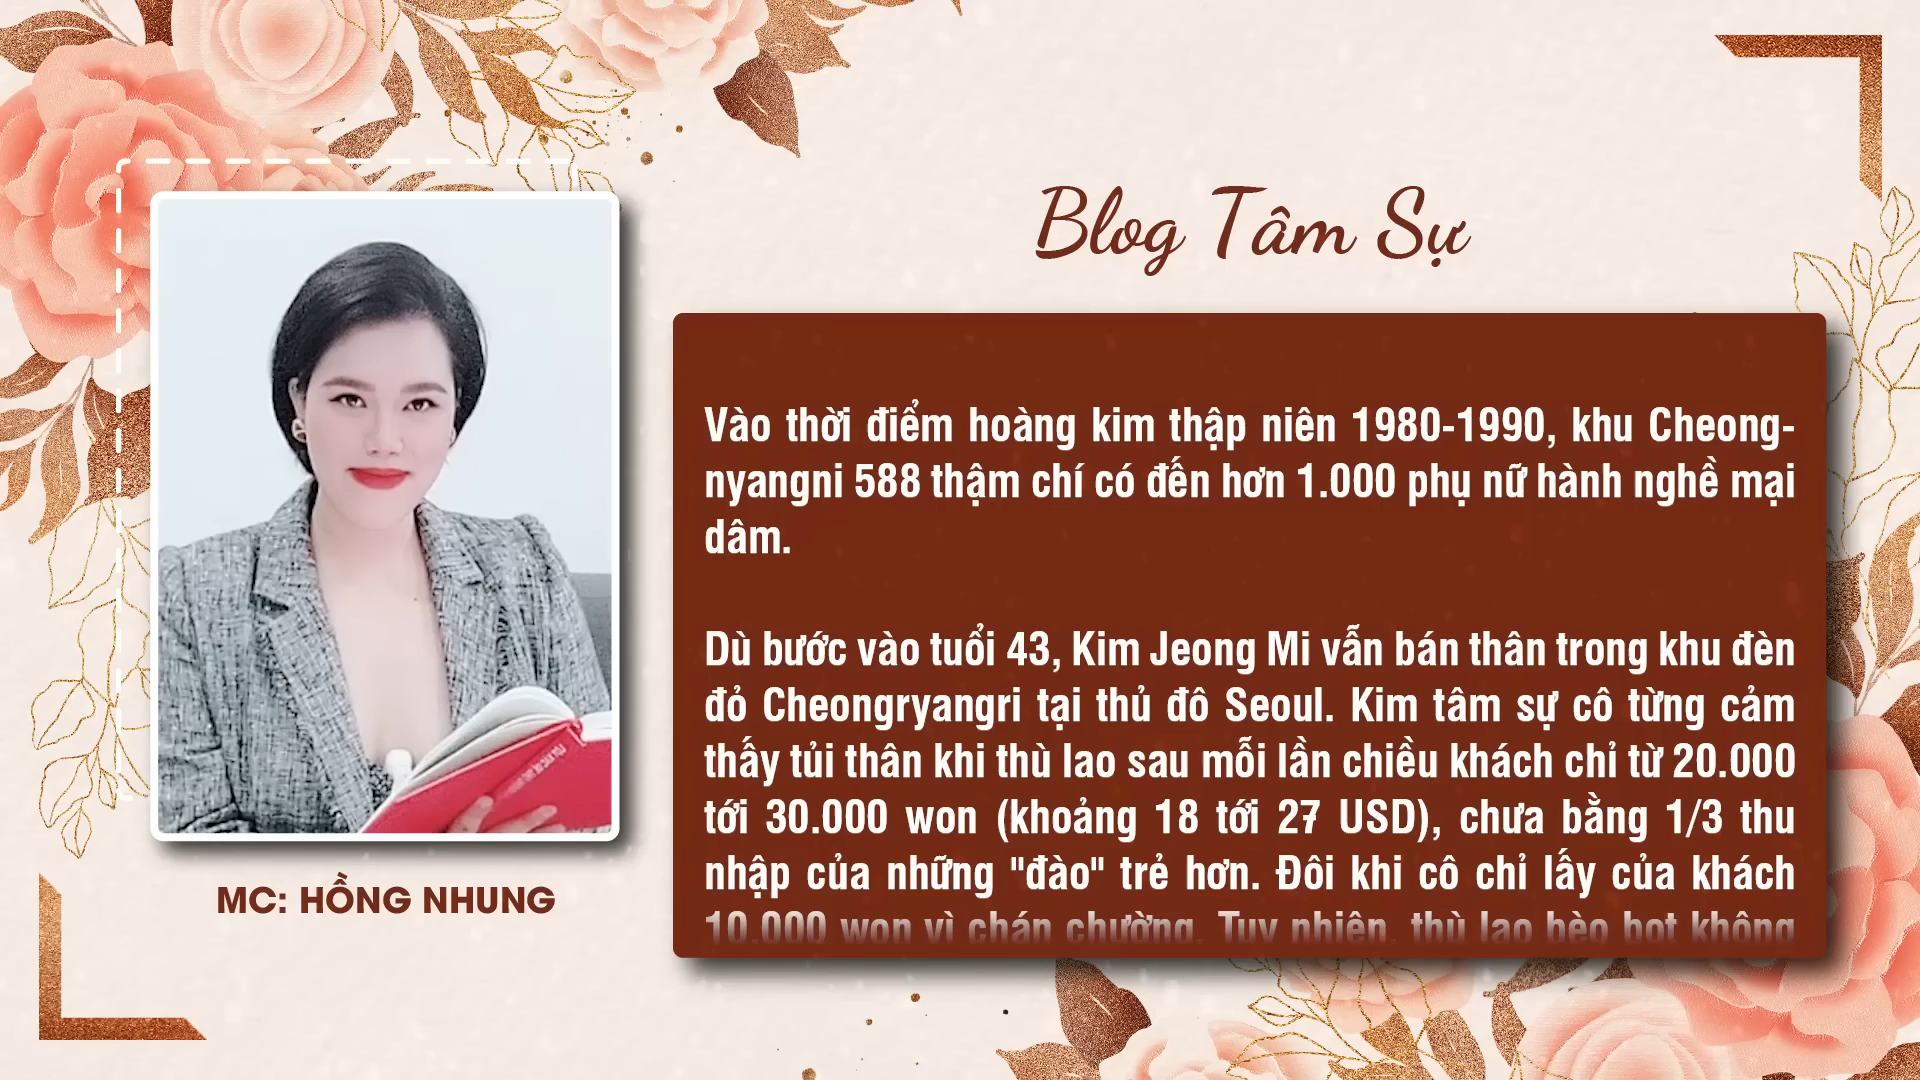 Blog Tâm Sự
Vào thời điểm hoàng kim thập niên 1980-1990, khu Cheong-
nyangni 588 thậm chí có đến hơn 1.000 phụ nữ hành nghề mại
dâm.
Dù bước vào tuổi 43, Kim Jeong Mi vẫn bán thân trong khu đèn
đỏ Cheongryangri tại thủ đô Seoul. Kim tâm sự cô từng cảm
thấy tủi thân khi thù lao sau mỗi lần chiều khách chỉ từ 20.000
tới 30.000 won (khoảng 18 tới 27 USD), chưa bằng 1/3 thu
nhập của những "đào" trẻ hơn. Đôi khi cô chỉ lấy của khách
10.000 won vì chán chường. Tuy nhiên, thù lao bèo bọt không
MC: HỒNG NHUNG